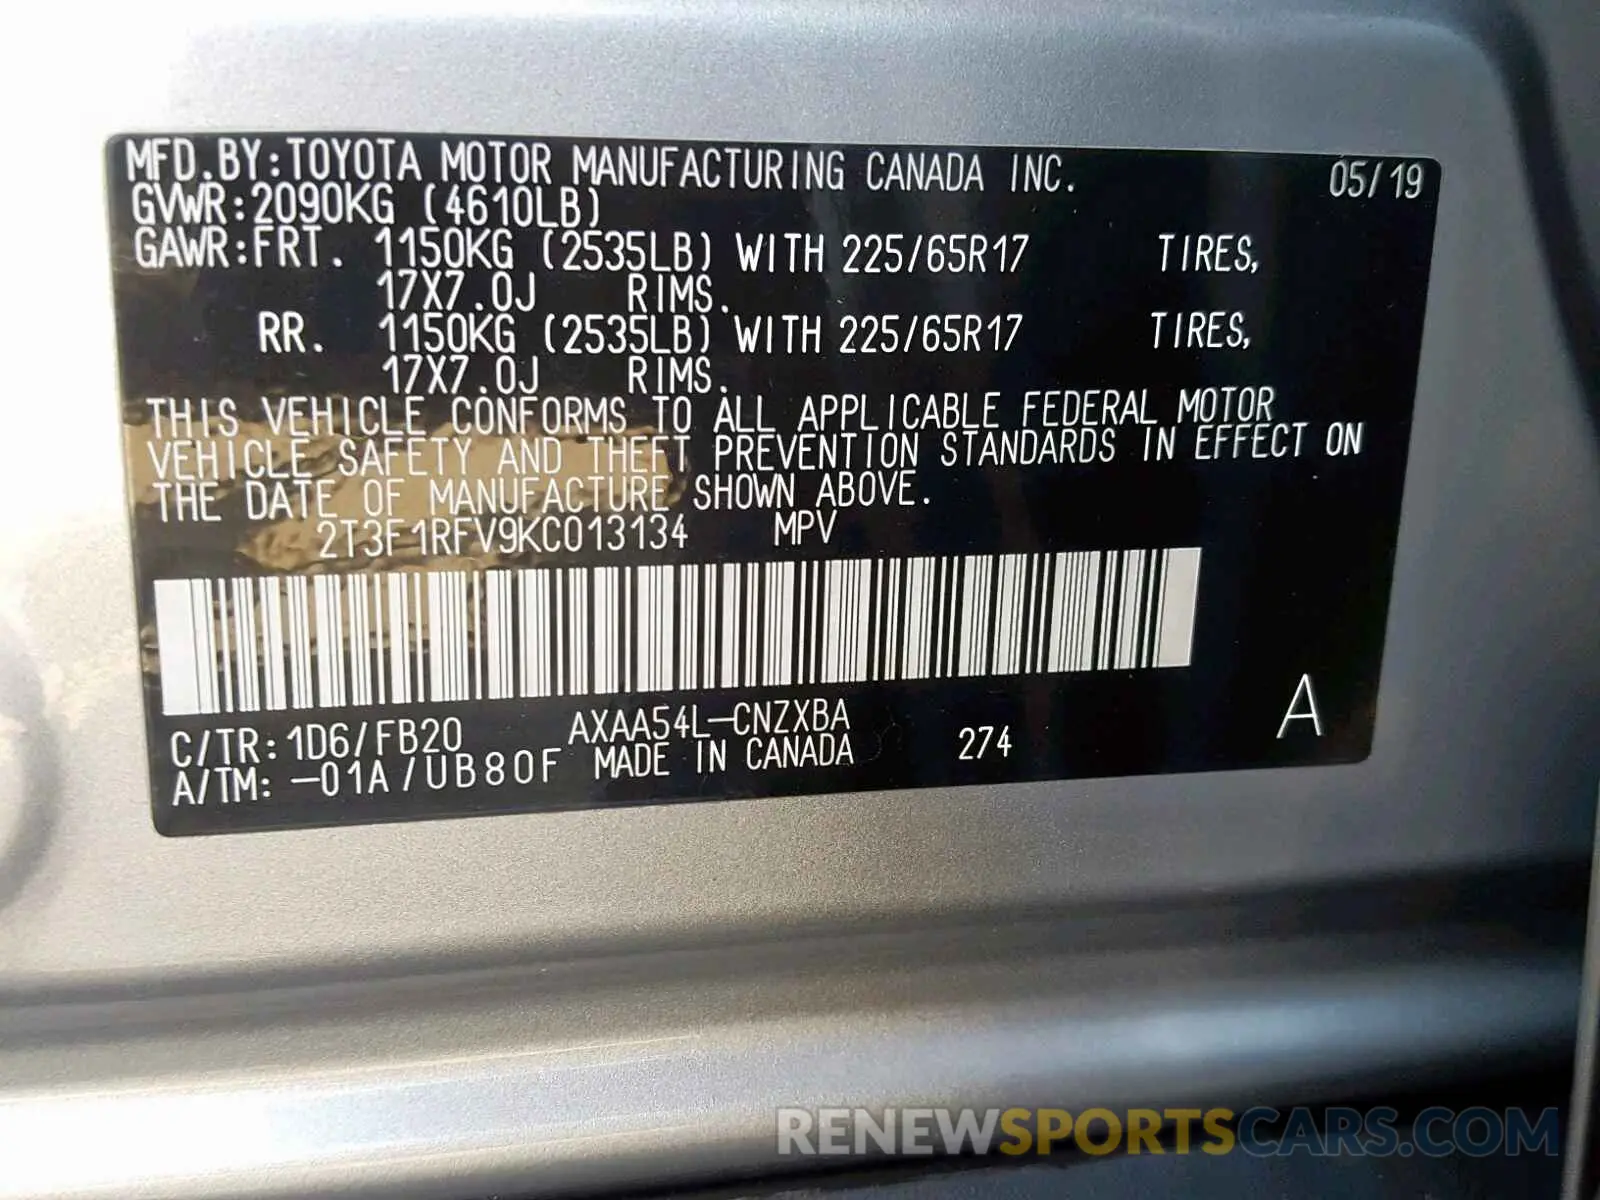 MFD.BY:TOYOTA MOTOR MANUFACTURING CANADA INC. 05/19
GVWR:2090KG (4610LB)
GAWR:FRT. 1150KG (2535LB) WITH 225/65R17 TIRES,
17X7.0J RIMS.
RR. 1150KG (2535LB) WITH 225/65R17 TIRES,
17X7.0J RIMS.
THIS VEHICLE CONFORMS TO ALL APPLICABLE FEDERAL MOTOR
VEHICLE SAFETY AND THEFT PREVENTION STANDARDS IN EFFECT ON
THE DATE OF MANUFACTURE SHOWN ABOVE.
2T3F1RFV9KC013134 MPV
C/TR:1D6/FB20 AXAA54L-CNZXBA A
A/TM:-01A/UB80F MADE IN CANADA 274
RENEWSPORTSCARS.COM